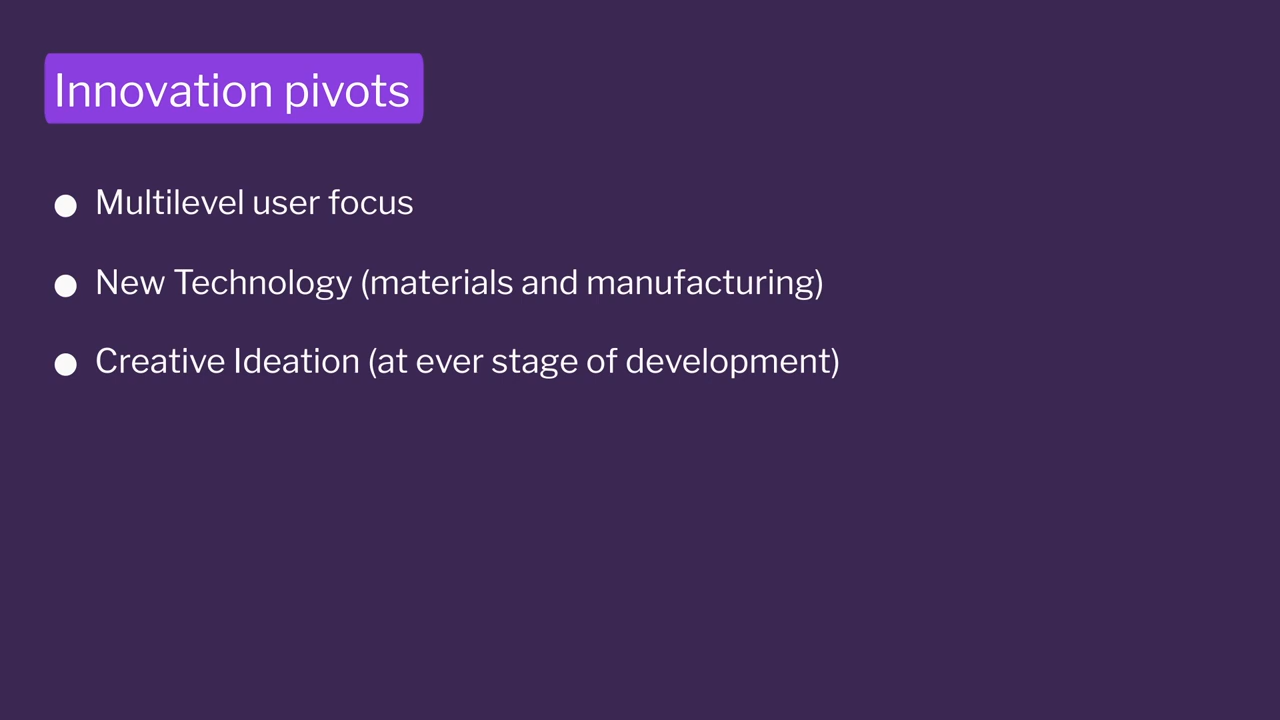 Innovation pivots
● Multilevel user focus
● New Technology (materials and manufacturing)
● Creative Ideation (at ever stage of development)